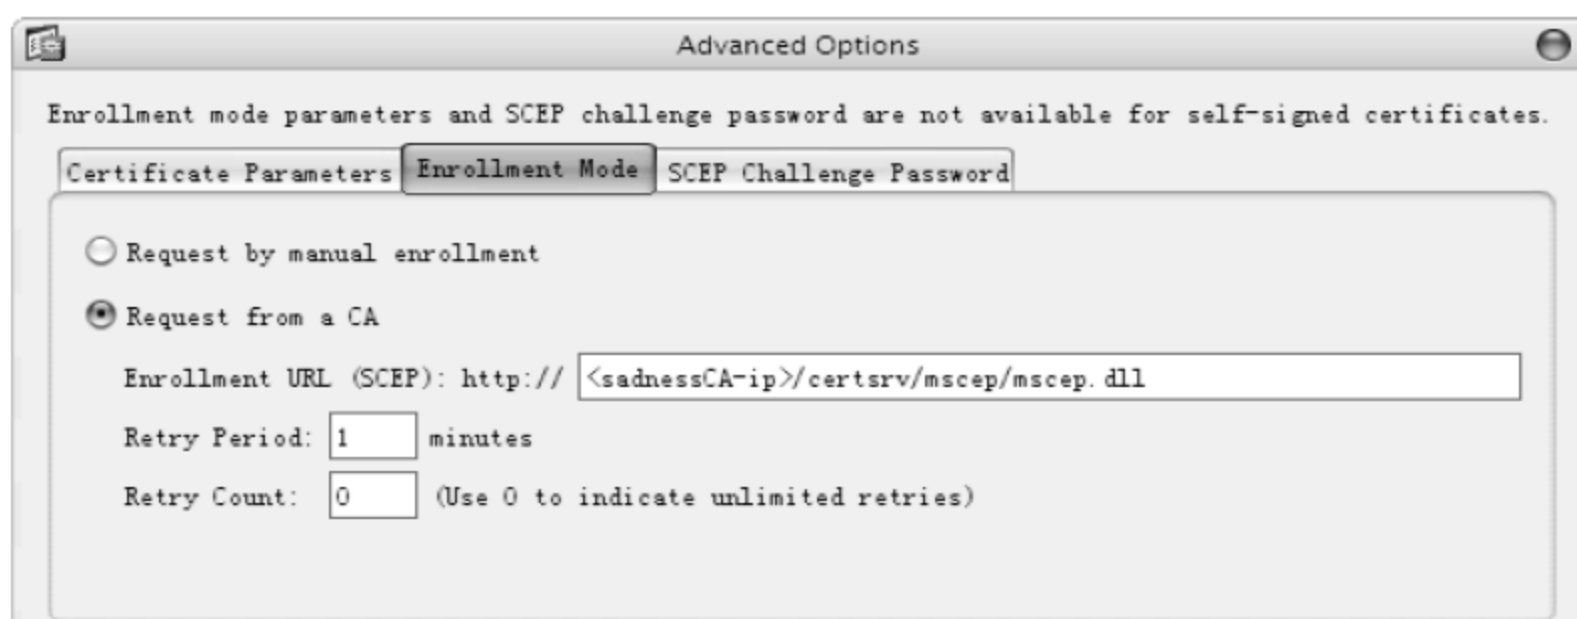 Advanced Options
Enrollment mode parameters and SCEP challenge password are not available for self-signed certificates.
Certificate Parameters Enrollment Mode SCEP Challenge Password
Request by manual enrollment
Request from a CA
Enrollment URL (SCEP): http:// <sadnessCA-ip>/certsrv/mscep/mscep.dll
Retry Period: 1 minutes
Retry Count: 0 (Use 0 to indicate unlimited retries)